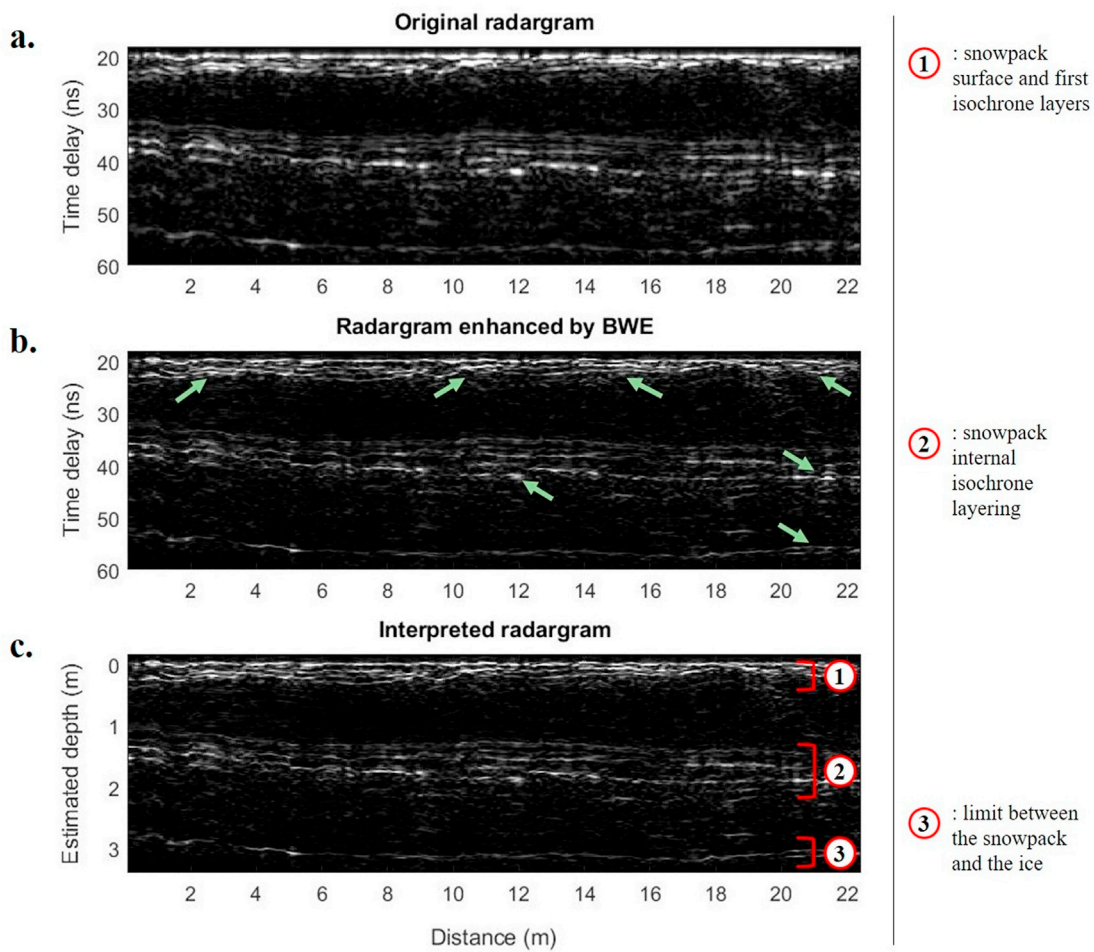 a.
Original radargram
Time delay (ns)
20
30
40
50
60
2 4 6 8 10 12 14 16 18 20 22
b.
Radargram enhanced by BWE
Time delay (ns)
20
30
40
50
60
2 4 6 8 10 12 14 16 18 20 22
c.
Interpreted radargram
Estimated depth (m)
0
1
2
3
1
2
3
2 4 6 8 10 12 14 16 18 20 22
Distance (m)
1 : snowpack
surface and first
isochrone layers
2 : snowpack
internal
isochrone
layering
3 : limit between
the snowpack
and the ice